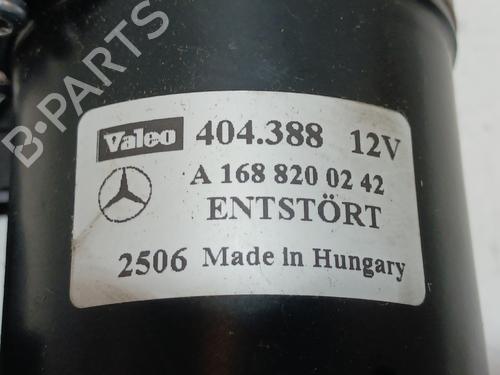 B-PARTS
Valeo 404.388 12V
A 168 820 02 42
ENTSTÖRT
2506 Made in Hungary